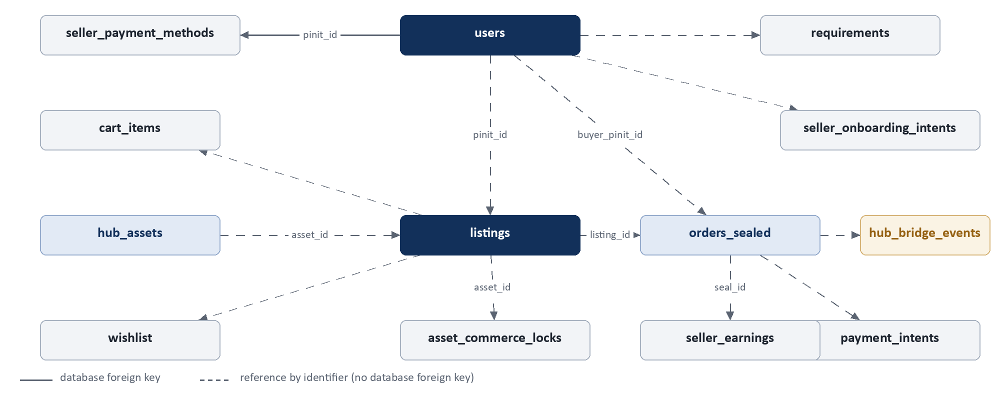 seller_payment_methods
pinit_id
users
requirements
cart_items
pinit_id
buyer_pinit_id
seller_onboarding_intents
hub_assets
asset_id
listings
listing_id
orders_sealed
hub_bridge_events
asset_id
seal_id
wishlist
asset_commerce_locks
seller_earnings
payment_intents
database foreign key
reference by identifier (no database foreign key)